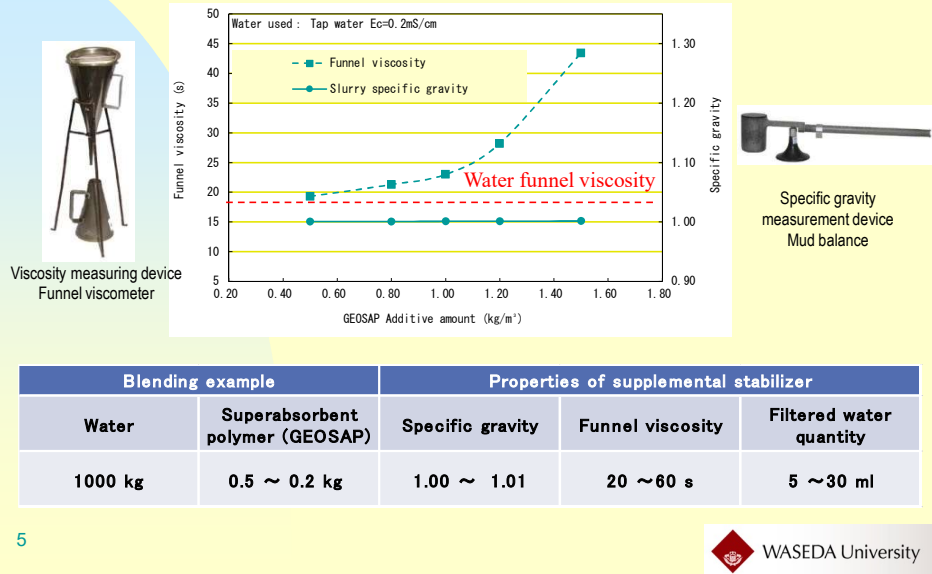 50
Water used： Tap water Ec=0.2mS/cm
45
1.30
Funnel viscosity
40
Slurry specific gravity
35
1.20
30
25
1.10
Water funnel viscosity
20
15
1.00
10
5
0.90
0.20 0.40 0.60 0.80 1.00 1.20 1.40 1.60 1.80
GEOSAP Additive amount (kg/m³)
Funnel viscosity (s)
Specific gravity
Viscosity measuring device
Funnel viscometer
Specific gravity
measurement device
Mud balance
Blending example Properties of supplemental stabilizer
Water Superabsorbent polymer (GEOSAP) Specific gravity Funnel viscosity Filtered water quantity
1000 kg 0.5 ～ 0.2 kg 1.00 ～ 1.01 20 ～60 s 5 ～30 ml
5
WASEDA University